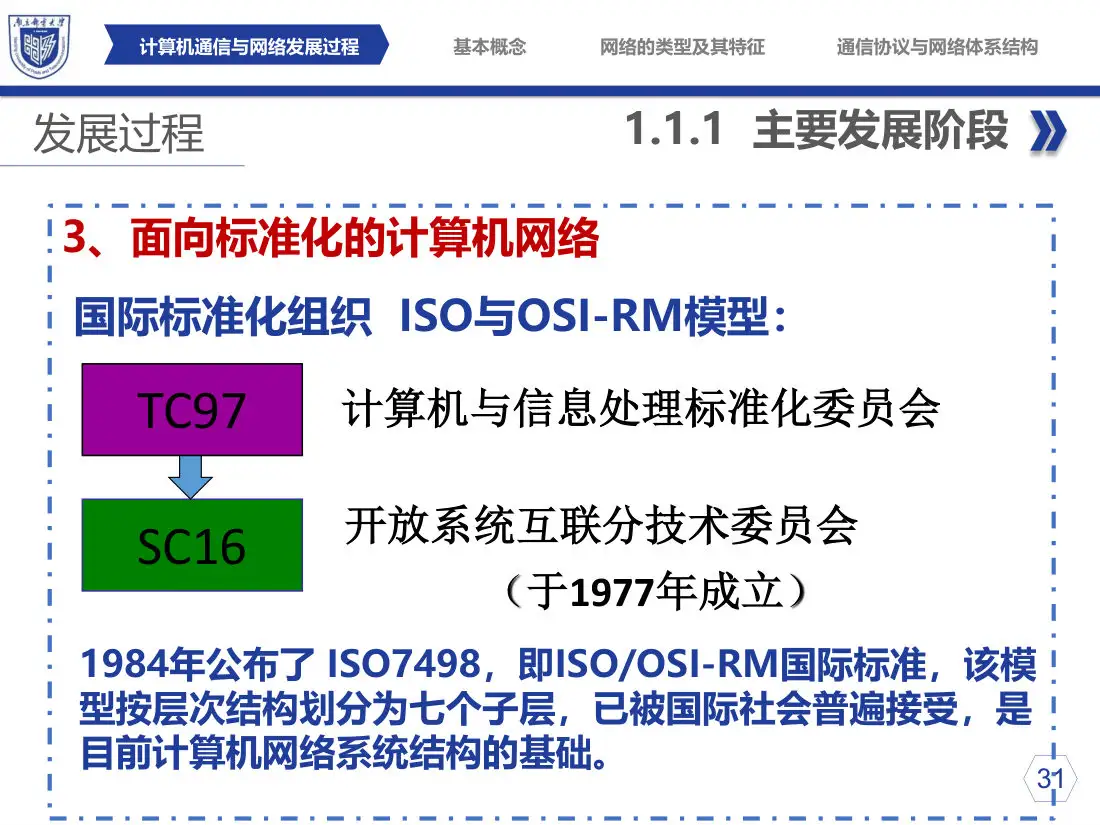 南京邮电大学
计算机通信与网络发展过程 基本概念 网络的类型及其特征 通信协议与网络体系结构
发展过程
1.1.1 主要发展阶段
3、面向标准化的计算机网络
国际标准化组织 ISO与OSI-RM模型：
TC97 计算机与信息处理标准化委员会
SC16 开放系统互联分技术委员会
（于1977年成立）
1984年公布了 ISO7498，即ISO/OSI-RM国际标准，该模
型按层次结构划分为七个子层，已被国际社会普遍接受，是
目前计算机网络系统结构的基础。
31